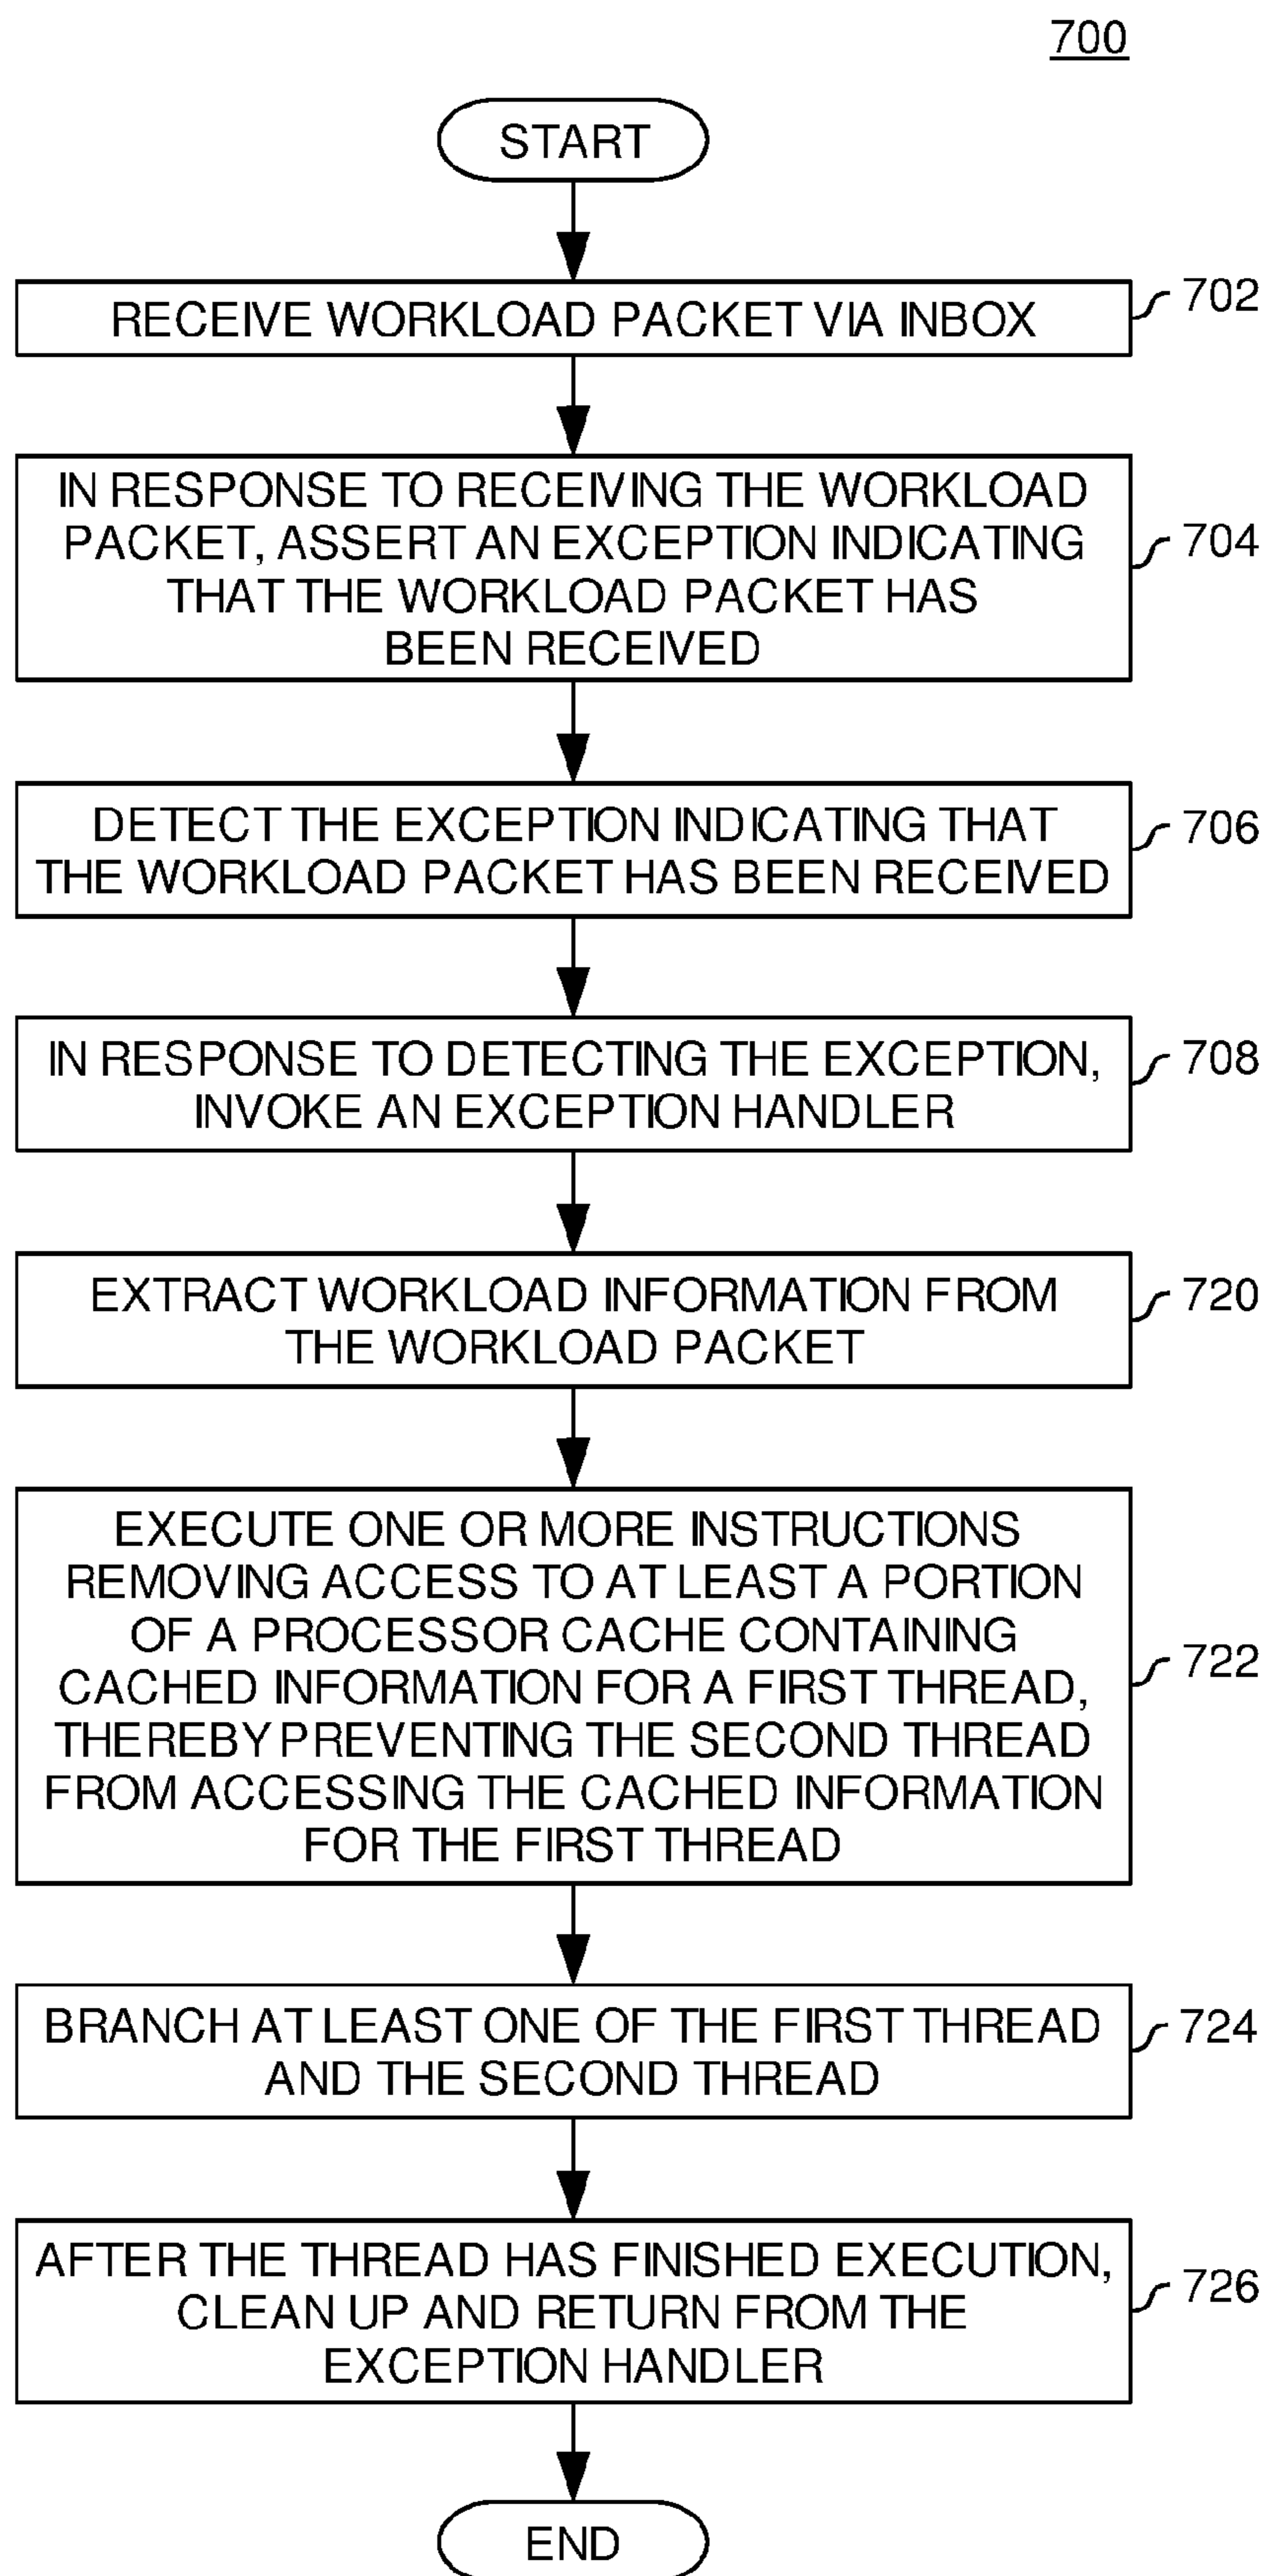 700
START
RECEIVE WORKLOAD PACKET VIA INBOX
702
IN RESPONSE TO RECEIVING THE WORKLOAD
PACKET, ASSERT AN EXCEPTION INDICATING
THAT THE WORKLOAD PACKET HAS
BEEN RECEIVED
704
DETECT THE EXCEPTION INDICATING THAT
THE WORKLOAD PACKET HAS BEEN RECEIVED
706
IN RESPONSE TO DETECTING THE EXCEPTION,
INVOKE AN EXCEPTION HANDLER
708
EXTRACT WORKLOAD INFORMATION FROM
THE WORKLOAD PACKET
720
EXECUTE ONE OR MORE INSTRUCTIONS
REMOVING ACCESS TO AT LEAST A PORTION
OF A PROCESSOR CACHE CONTAINING
CACHED INFORMATION FOR A FIRST THREAD,
THEREBY PREVENTING THE SECOND THREAD
FROM ACCESSING THE CACHED INFORMATION
FOR THE FIRST THREAD
722
BRANCH AT LEAST ONE OF THE FIRST THREAD
AND THE SECOND THREAD
724
AFTER THE THREAD HAS FINISHED EXECUTION,
CLEAN UP AND RETURN FROM THE
EXCEPTION HANDLER
726
END